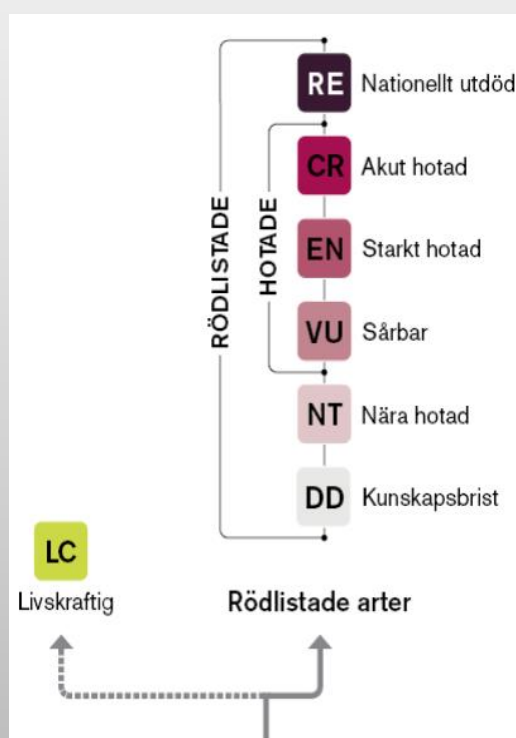 RE Nationellt utdöd
CR Akut hotad
EN Starkt hotad
VU Sårbar
NT Nära hotad
DD Kunskapsbrist
RÖDLISTADE
HOTADE
LC
Livskraftig
Rödlistade arter